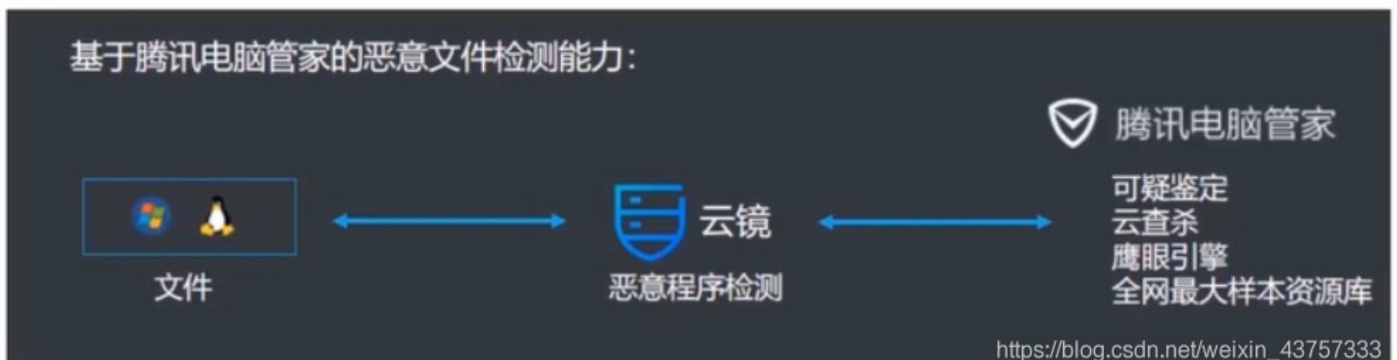 基于腾讯电脑管家的恶意文件检测能力：
腾讯电脑管家
可疑鉴定
云镜
云查杀
鹰眼引擎
文件
恶意程序检测
全网最大样本资源库
https://blog.csdn.net/weixin_43757333